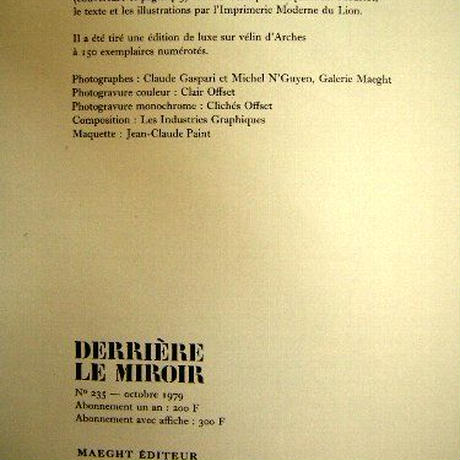 le texte et les illustrations par l'Imprimerie Moderne du Lion.
Il a été tiré une édition de luxe sur vélin d'Arches
à 150 exemplaires numérotés.
Photographes : Claude Gaspari et Michel N'Guyen, Galerie Maeght
Photogravure couleur : Clair Offset
Photogravure monochrome : Clichés Offset
Composition : Les Industries Graphiques
Maquette : Jean-Claude Paint
DERRIÈRE
LE MIROIR
Nº 235 — octobre 1979
Abonnement un an : 200 F
Abonnement avec affiche : 300 F
MAEGHT ÉDITEUR